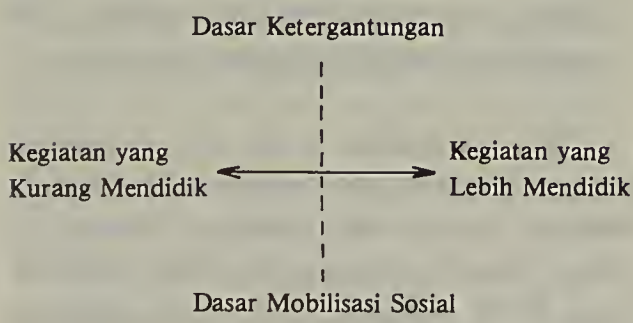 Dasar Ketergantungan
Kegiatan yang
Kurang Mendidik
Kegiatan yang
Lebih Mendidik
Dasar Mobilisasi Sosial